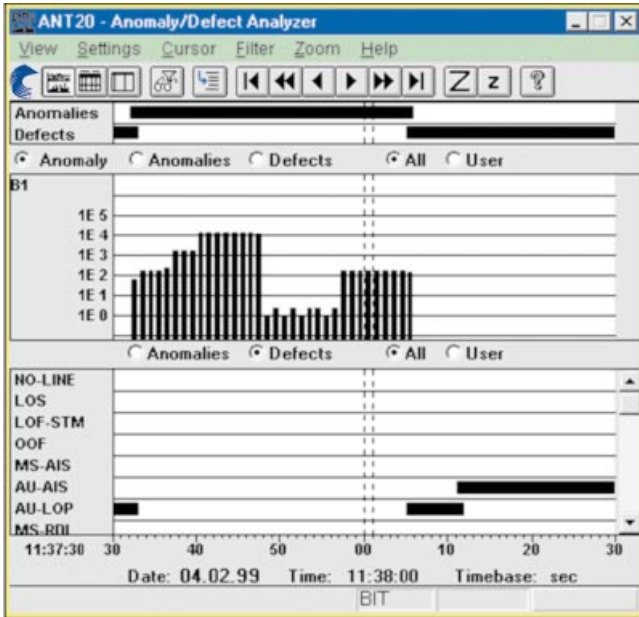 ANT20 - Anomaly/Defect Analyzer
View Settings Cursor Filter Zoom Help
Z z ?
Anomalies
Defects
Anomaly Anomalies Defects All User
B1
1E 5
1E 4
1E 3
1E 2
1E 1
1E 0
Anomalies Defects All User
NO-LINE
LOS
LOF-STM
OOF
MS-AIS
AU-AIS
AU-LOP
MS-RDI
11:37:30 30 40 50 00 10 20 30
Date: 04.02.99 Time: 11:38:00 Timebase: sec
BIT